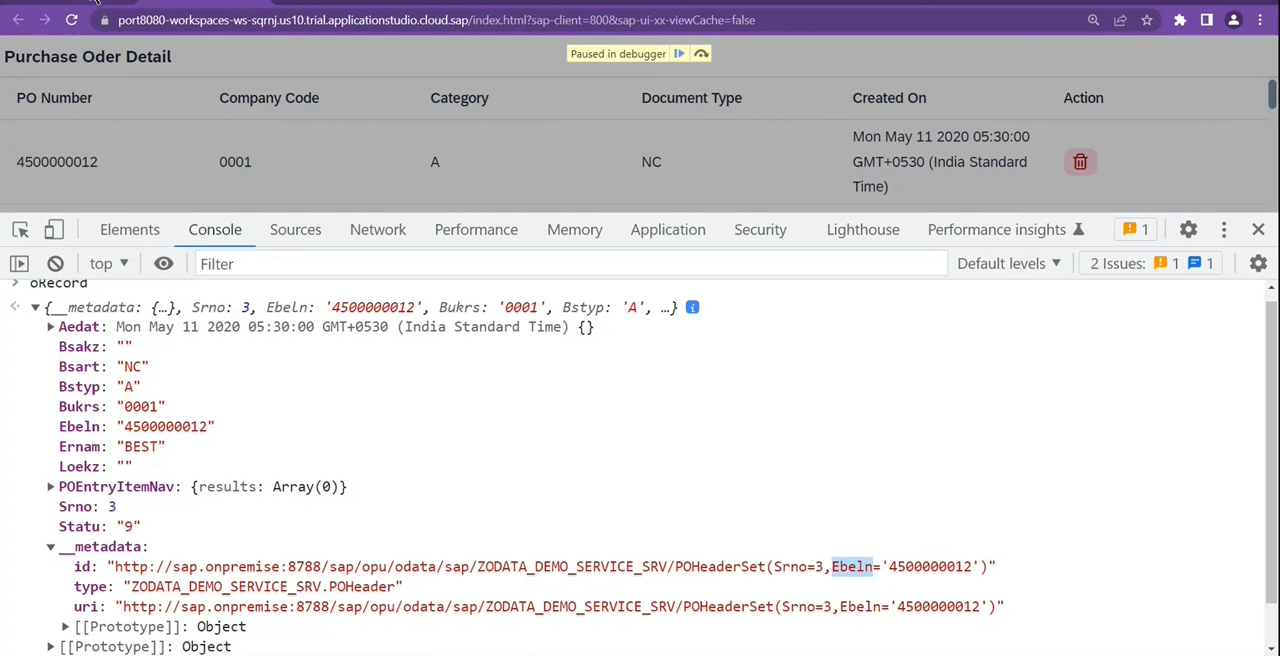 port8080-workspaces-ws-sqrnj.us10.trial.applicationstudio.cloud.sap/index.html?sap-client=800&sap-ui-xx-viewCache=false
Purchase Oder Detail
Paused in debugger
PO Number Company Code Category Document Type Created On Action
4500000012 0001 A NC Mon May 11 2020 05:30:00
GMT+0530 (India Standard
Time)
Elements Console Sources Network Performance Memory Application Security Lighthouse Performance insights 1
top ▼ Filter Default levels ▼ 2 Issues: 1 1
> oRecord
▼ {__metadata: {…}, Srno: 3, Ebeln: '4500000012', Bukrs: '0001', Bstyp: 'A', …} i
▶ Aedat: Mon May 11 2020 05:30:00 GMT+0530 (India Standard Time) {}
Bsakz: ""
Bsart: "NC"
Bstyp: "A"
Bukrs: "0001"
Ebeln: "4500000012"
Ernam: "BEST"
Loekz: ""
▶ POEntryItemNav: {results: Array(0)}
Srno: 3
Statu: "9"
▼ __metadata:
id: "http://sap.onpremise:8788/sap/opu/odata/sap/ZODATA_DEMO_SERVICE_SRV/POHeaderSet(Srno=3,Ebeln='4500000012')"
type: "ZODATA_DEMO_SERVICE_SRV.POHeader"
uri: "http://sap.onpremise:8788/sap/opu/odata/sap/ZODATA_DEMO_SERVICE_SRV/POHeaderSet(Srno=3,Ebeln='4500000012')"
▶ [[Prototype]]: Object
▶ [[Prototype]]: Object